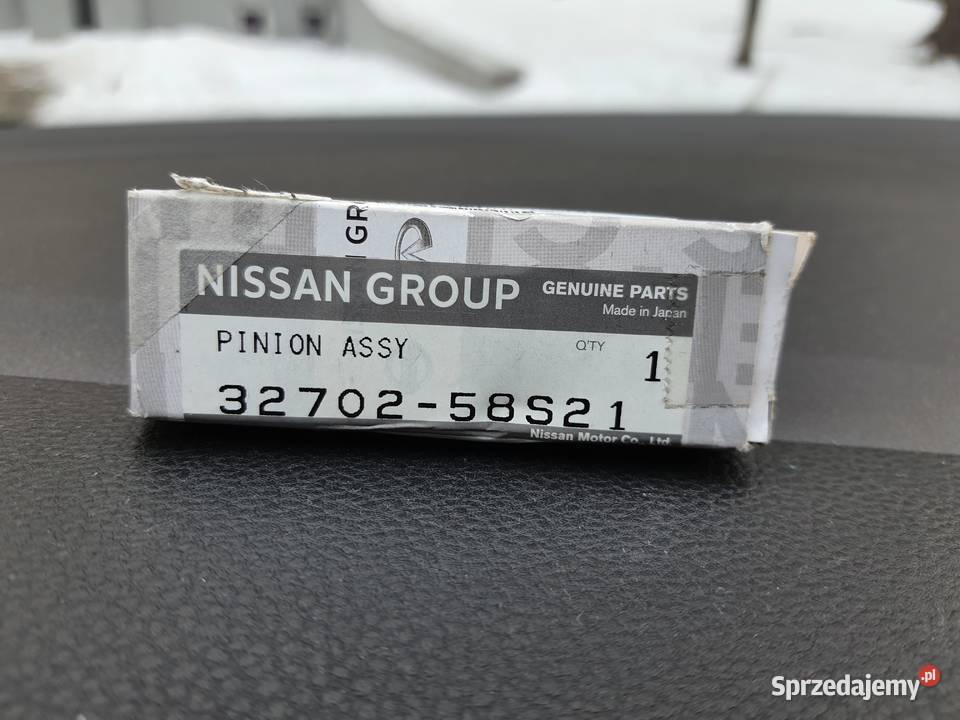 I GR
NISSAN GROUP
GENUINE PARTS
Made in Japan
PINION ASSY
Q'TY
1
32702-58S21
Nissan Motor Co., Ltd.
Sprzedajemy.pl